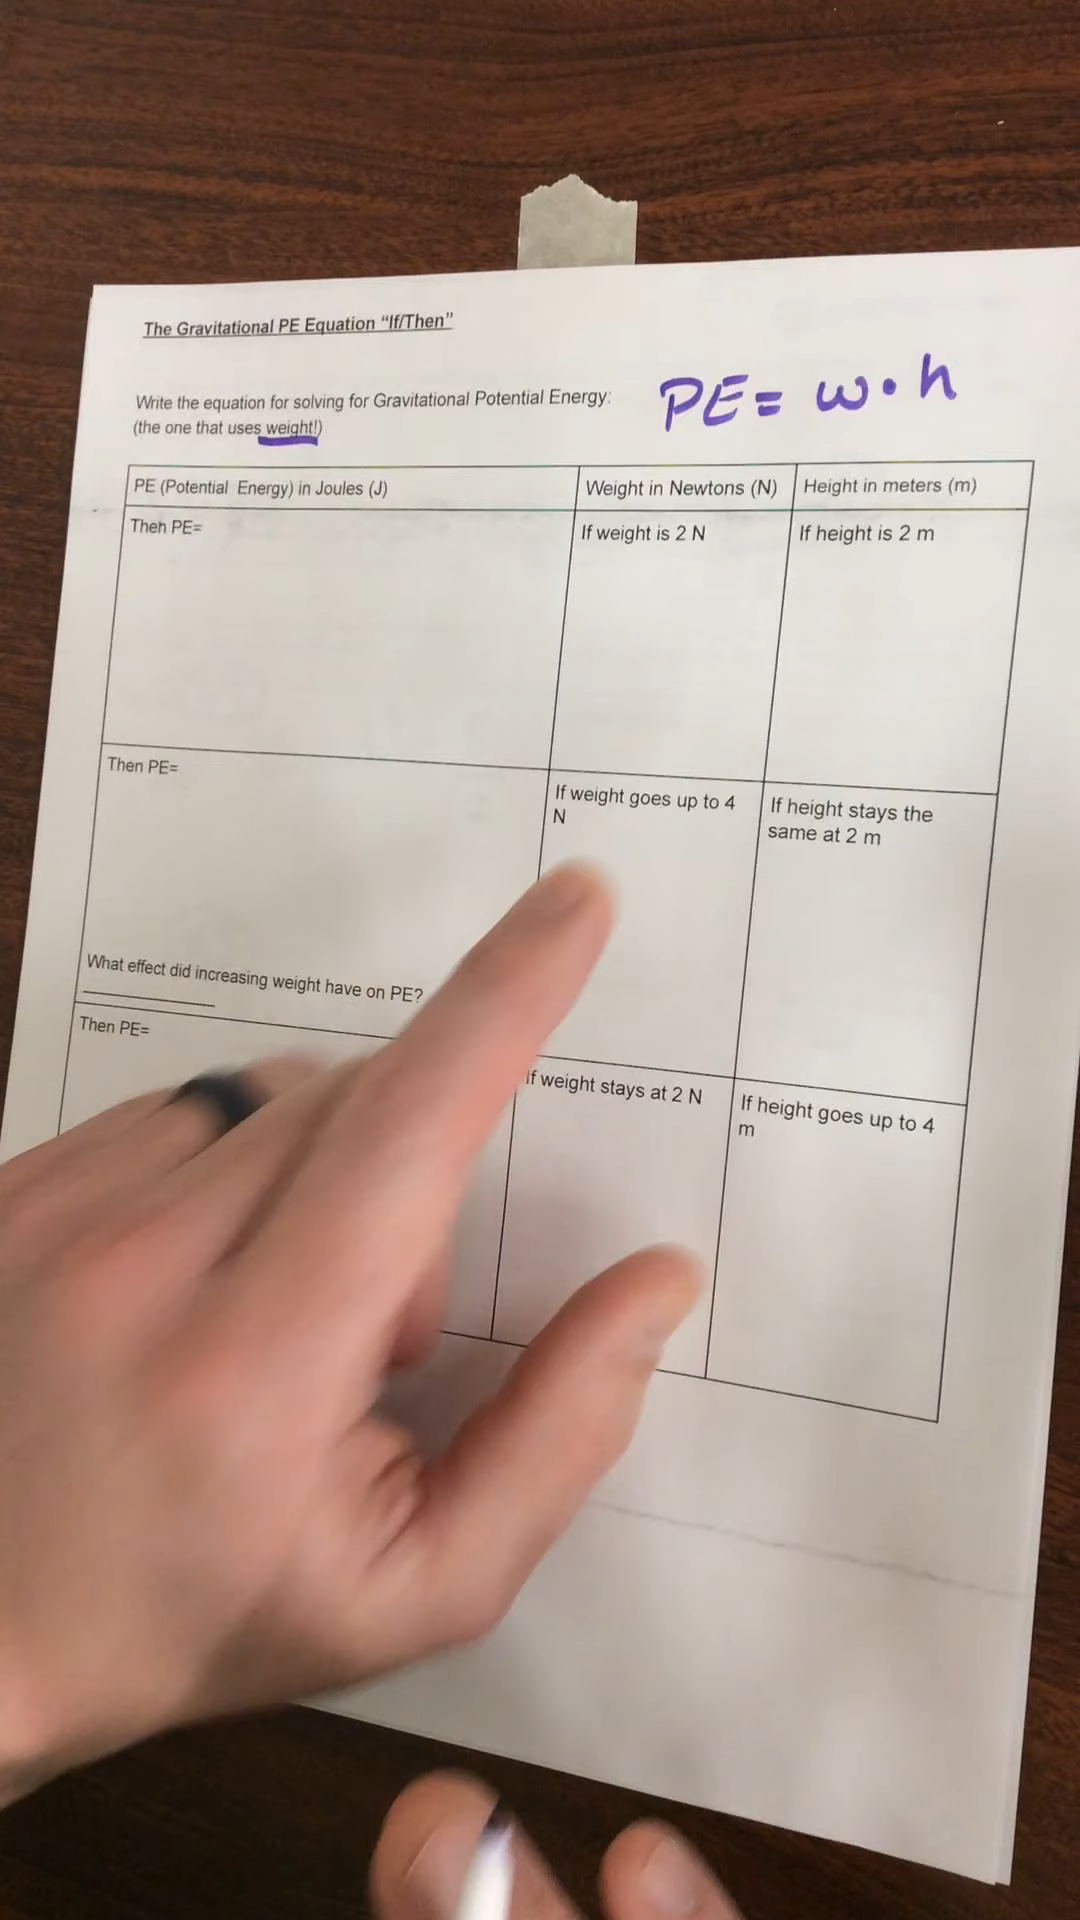 The Gravitational PE Equation “If/Then”
Write the equation for solving for Gravitational Potential Energy:
(the one that uses weight!)
PE = w · h
PE (Potential Energy) in Joules (J)
Weight in Newtons (N)
Height in meters (m)
Then PE=
If weight is 2 N
If height is 2 m
Then PE=
What effect did increasing weight have on PE?
If weight goes up to 4
N
If height stays the
same at 2 m
Then PE=
If weight stays at 2 N
If height goes up to 4
m